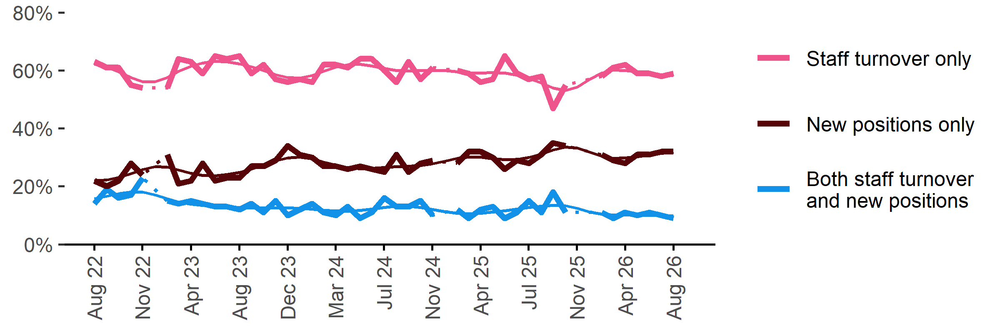 80%
60%
40%
20%
0%
Aug 22
Nov 22
Apr 23
Aug 23
Dec 23
Mar 24
Jul 24
Nov 24
Apr 25
Jul 25
Nov 25
Apr 26
Aug 26
Staff turnover only
New positions only
Both staff turnover
and new positions